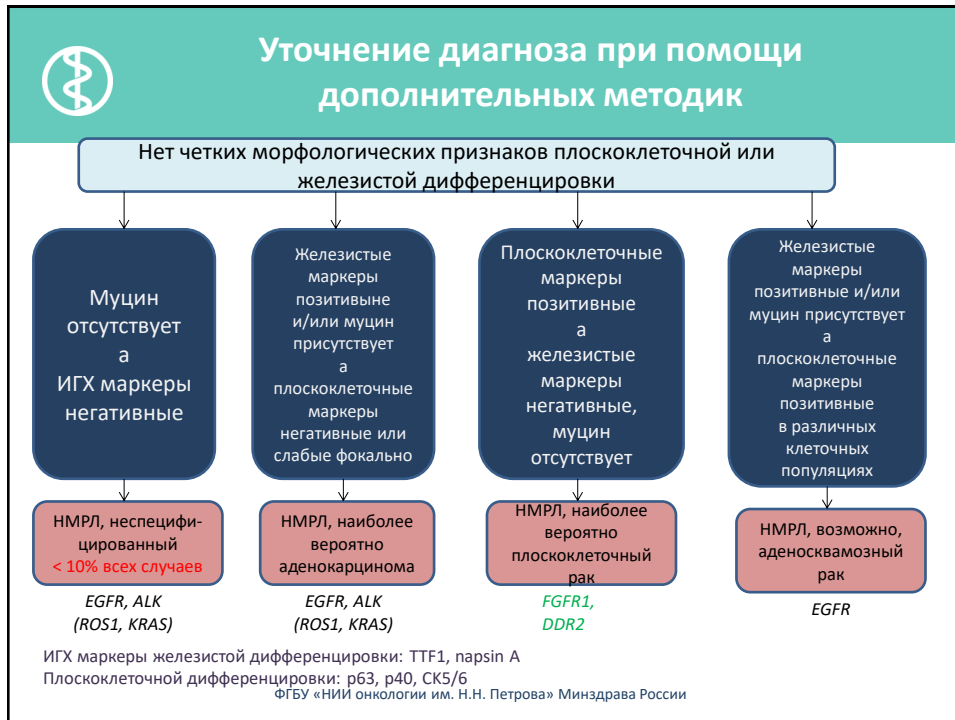 Уточнение диагноза при помощи
дополнительных методик
Нет четких морфологических признаков плоскоклеточной или
железистой дифференцировки
Муцин
отсутствует
а
ИГХ маркеры
негативные
Железистые
маркеры
позитивыне
и/или муцин
присутствует
а
плоскоклеточные
маркеры
негативные или
слабые фокально
Плоскоклеточные
маркеры
позитивные
а
железистые
маркеры
негативные,
муцин
отсутствует
Железистые
маркеры
позитивные и/или
муцин присутствует
а
плоскоклеточные
маркеры
позитивные
в различных
клеточных
популяциях
НМРЛ, неспецифи-
цированный
< 10% всех случаев
НМРЛ, наиболее
вероятно
аденокарцинома
НМРЛ, наиболее
вероятно
плоскоклеточный
рак
НМРЛ, возможно,
аденосквамозный
рак
EGFR, ALK
(ROS1, KRAS)
EGFR, ALK
(ROS1, KRAS)
FGFR1,
DDR2
EGFR
ИГХ маркеры железистой дифференцировки: TTF1, napsin A
Плоскоклеточной дифференцировки: p63, p40, CK5/6
ФГБУ «НИИ онкологии им. Н.Н. Петрова» Минздрава России